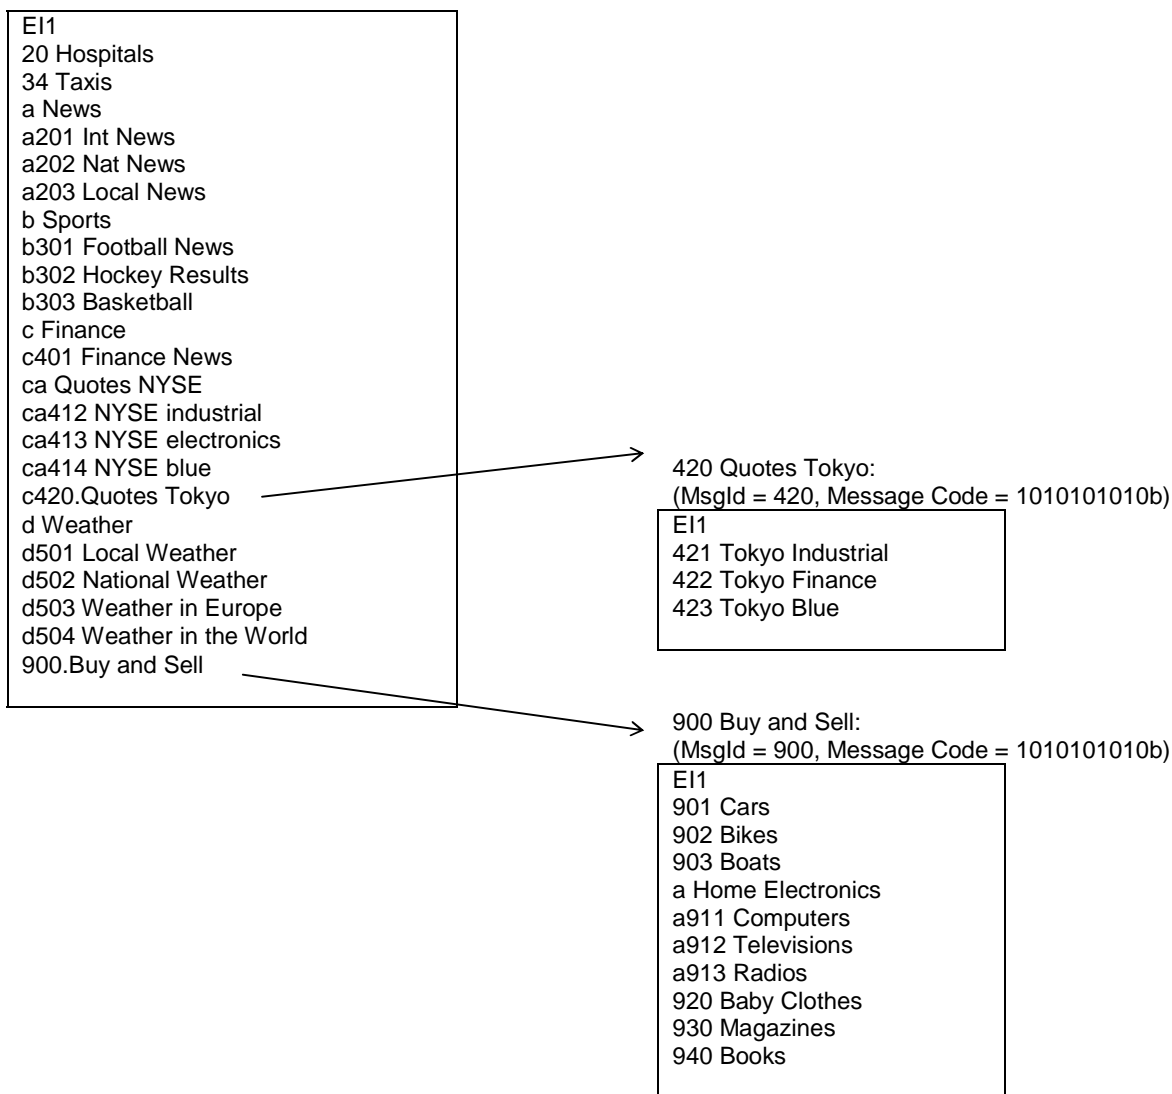 EI1
20 Hospitals
34 Taxis
a News
a201 Int News
a202 Nat News
a203 Local News
b Sports
b301 Football News
b302 Hockey Results
b303 Basketball
c Finance
c401 Finance News
ca Quotes NYSE
ca412 NYSE industrial
ca413 NYSE electronics
ca414 NYSE blue
c420.Quotes Tokyo
d Weather
d501 Local Weather
d502 National Weather
d503 Weather in Europe
d504 Weather in the World
900.Buy and Sell
420 Quotes Tokyo:
(MsgId = 420, Message Code = 1010101010b)
EI1
421 Tokyo Industrial
422 Tokyo Finance
423 Tokyo Blue
900 Buy and Sell:
(MsgId = 900, Message Code = 1010101010b)
EI1
901 Cars
902 Bikes
903 Boats
a Home Electronics
a911 Computers
a912 Televisions
a913 Radios
920 Baby Clothes
930 Magazines
940 Books